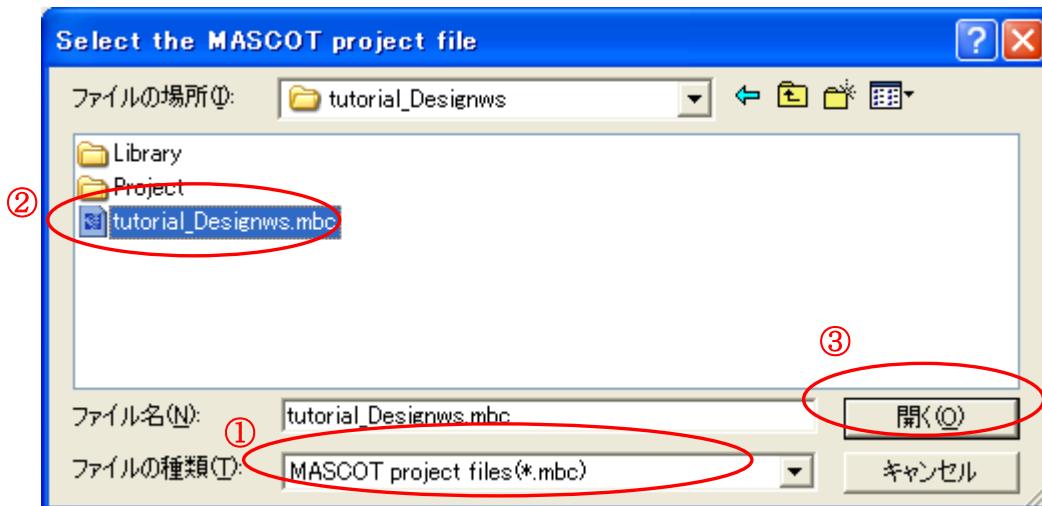 Select the MASCOT project file
ファイルの場所(I): tutorial_Designws
Library
Project
② tutorial_Designws.mbc
③
ファイル名(N): tutorial_Designws.mbc 開く(O)
①
ファイルの種類(T): MASCOT project files(*.mbc) キャンセル